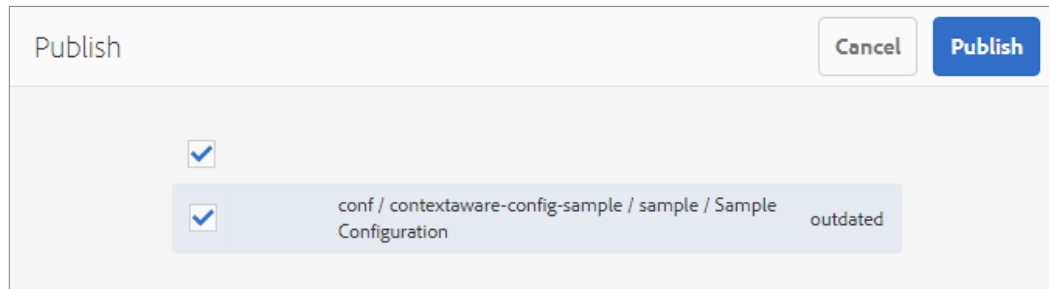 Publish
Cancel
Publish
conf / contextaware-config-sample / sample / Sample
Configuration
outdated